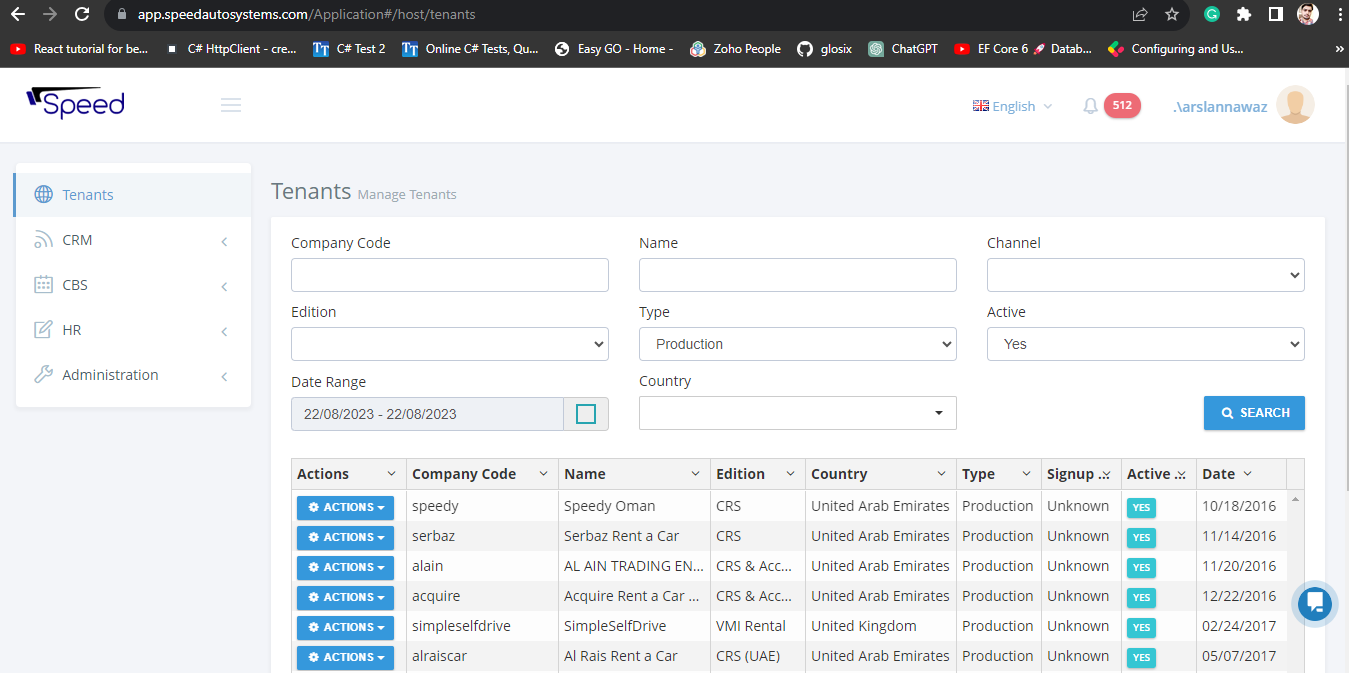 app.speedautosystems.com/Application#/host/tenants
React tutorial for be... C# HttpClient - cre... C# Test 2 Online C# Tests, Qu... Easy GO - Home - Zoho People glosix ChatGPT EF Core 6 🚀 Datab... Configuring and Us... »
Speed English 512 .\arslannawaz
Tenants
CRM
CBS
HR
Administration
Tenants Manage Tenants
Company Code Name Channel
Edition Type Active
Production Yes
Date Range Country
22/08/2023 - 22/08/2023 SEARCH
Actions Company Code Name Edition Country Type Signup ... Active ... Date
ACTIONS speedy Speedy Oman CRS United Arab Emirates Production Unknown YES 10/18/2016
ACTIONS serbaz Serbaz Rent a Car CRS United Arab Emirates Production Unknown YES 11/14/2016
ACTIONS alain AL AIN TRADING EN... CRS & Acc... United Arab Emirates Production Unknown YES 11/20/2016
ACTIONS acquire Acquire Rent a Car ... CRS & Acc... United Arab Emirates Production Unknown YES 12/22/2016
ACTIONS simpleselfdrive SimpleSelfDrive VMI Rental United Kingdom Production Unknown YES 02/24/2017
ACTIONS alraiscar Al Rais Rent a Car CRS (UAE) United Arab Emirates Production Unknown YES 05/07/2017